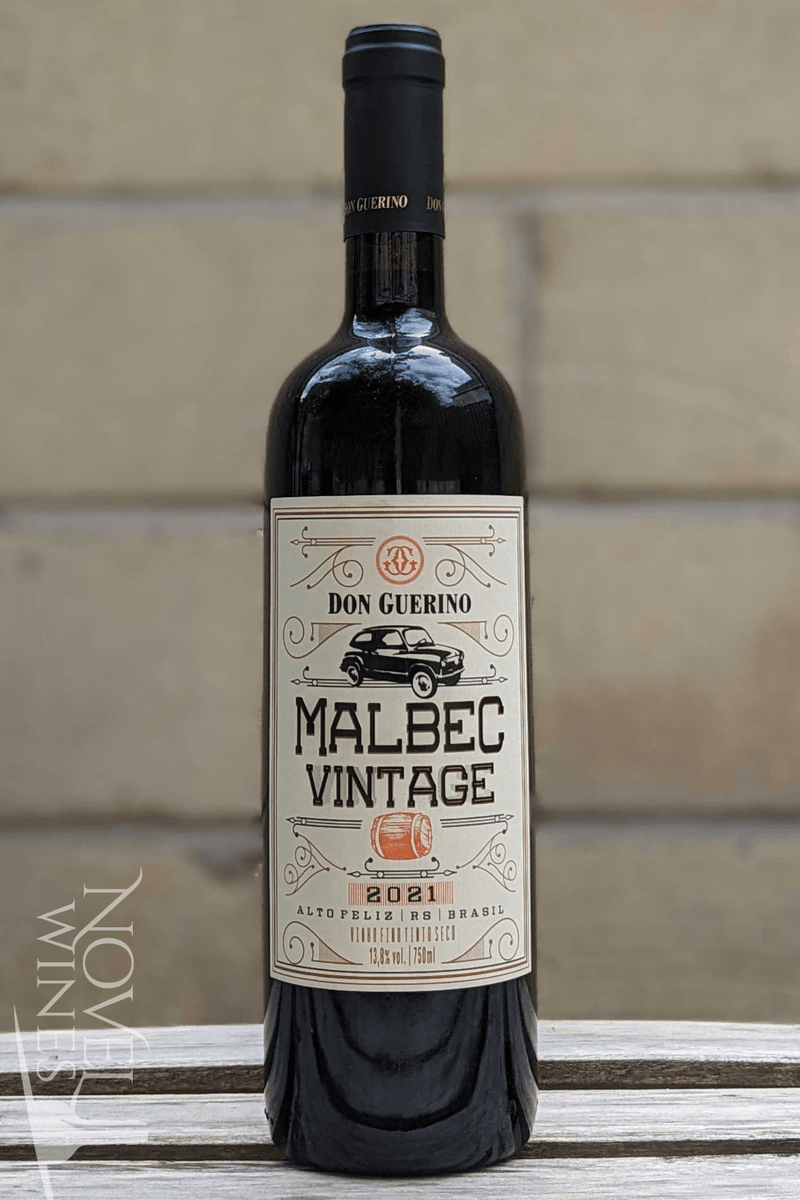 DON GUERINO DON
DON GUERINO
MALBEC
VINTAGE
2021
ALTO FELIZ | RS | BRASIL
VINHO FINO TINTO SECO
13,8% vol. | 750ml
NOVEL
WINES